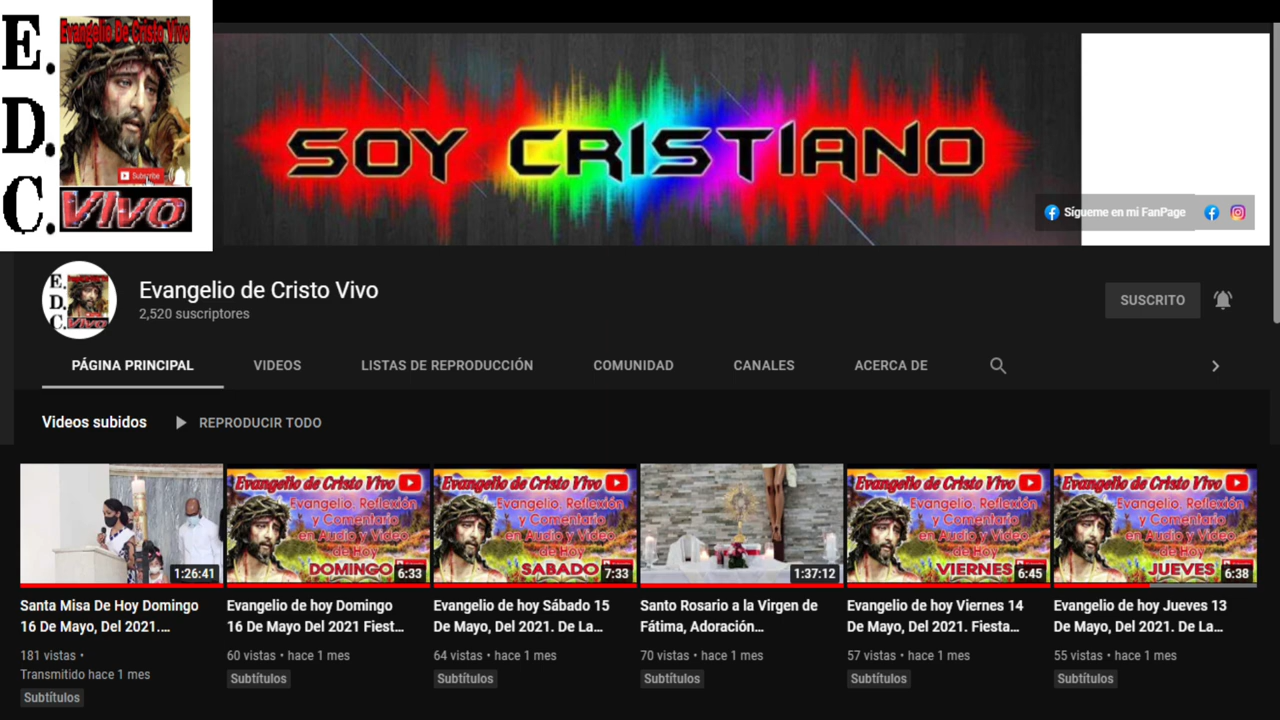 E.
D.
C.
Evangelio De Cristo Vivo
Subscribe
Vivo
SOY CRISTIANO
Sígueme en mi FanPage
E.
D.
C.
Vivo
Evangelio de Cristo Vivo
2,520 suscriptores
SUSCRITO
PÁGINA PRINCIPAL
VIDEOS
LISTAS DE REPRODUCCIÓN
COMUNIDAD
CANALES
ACERCA DE
Videos subidos
REPRODUCIR TODO
1:26:41
Santa Misa De Hoy Domingo
16 De Mayo, Del 2021....
181 vistas •
Transmitido hace 1 mes
Subtítulos
Evangelio de Cristo Vivo
Evangelio, Reflexión
y Comentario
en Audio y Video
de Hoy
DOMINGO
6:33
Evangelio de hoy Domingo
16 De Mayo Del 2021 Fiest...
60 vistas • hace 1 mes
Subtítulos
Evangelio de Cristo Vivo
Evangelio, Reflexión
y Comentario
en Audio y Video
de Hoy
SABADO
7:33
Evangelio de hoy Sábado 15
De Mayo, Del 2021. De La...
64 vistas • hace 1 mes
Subtítulos
1:37:12
Santo Rosario a la Virgen de
Fátima, Adoración...
70 vistas • hace 1 mes
Subtítulos
Evangelio de Cristo Vivo
Evangelio, Reflexión
y Comentario
en Audio y Video
de Hoy
VIERNES
6:45
Evangelio de hoy Viernes 14
De Mayo, Del 2021. Fiesta...
57 vistas • hace 1 mes
Subtítulos
Evangelio de Cristo Vivo
Evangelio, Reflexión
y Comentario
en Audio y Video
de Hoy
JUEVES
6:38
Evangelio de hoy Jueves 13
De Mayo, Del 2021. De La...
55 vistas • hace 1 mes
Subtítulos